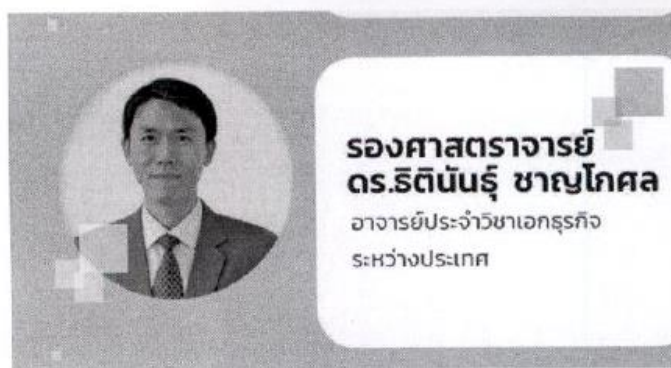 รองศาสตราจารย์
ดร.ธิตินันธุ์ ชาญโกศล
อาจารย์ประจำวิชาเอกธุรกิจ
ระหว่างประเทศ